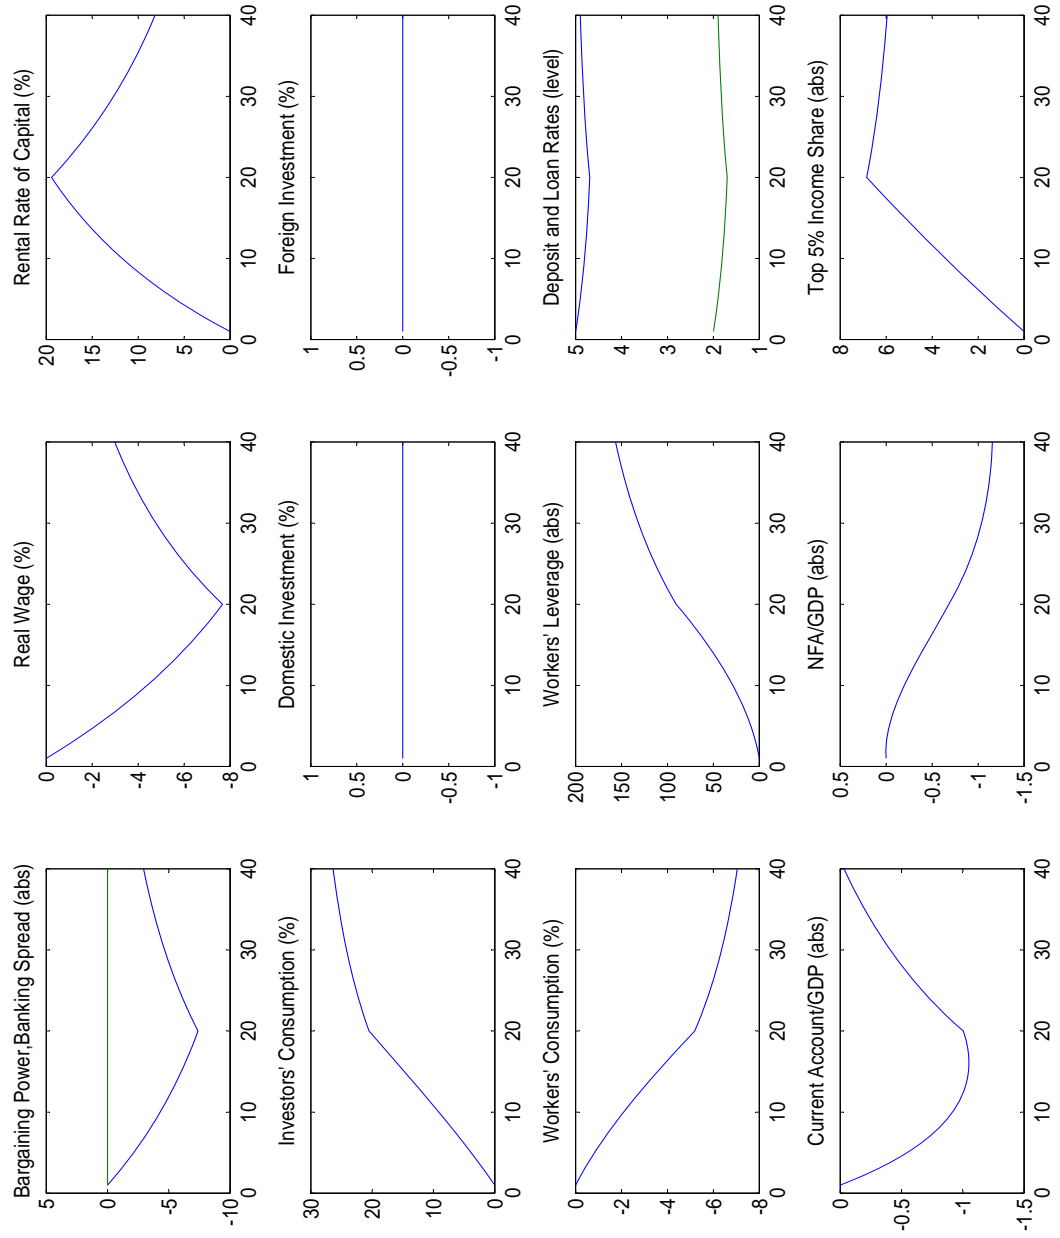 Bargaining Power,Banking Spread (abs)
5
0
-5
-10
0 10 20 30 40
Real Wage (%)
0
-2
-4
-6
-8
0 10 20 30 40
Rental Rate of Capital (%)
20
15
10
5
0
0 10 20 30 40
Investors' Consumption (%)
30
20
10
0
0 10 20 30 40
Domestic Investment (%)
1
0.5
0
-0.5
-1
0 10 20 30 40
Foreign Investment (%)
1
0.5
0
-0.5
-1
0 10 20 30 40
Workers' Consumption (%)
0
-2
-4
-6
-8
0 10 20 30 40
Workers' Leverage (abs)
200
150
100
50
0
0 10 20 30 40
Deposit and Loan Rates (level)
5
4
3
2
1
0 10 20 30 40
Current Account/GDP (abs)
0
-0.5
-1
-1.5
0 10 20 30 40
NFA/GDP (abs)
0.5
0
-0.5
-1
-1.5
0 10 20 30 40
Top 5% Income Share (abs)
8
6
4
2
0
0 10 20 30 40